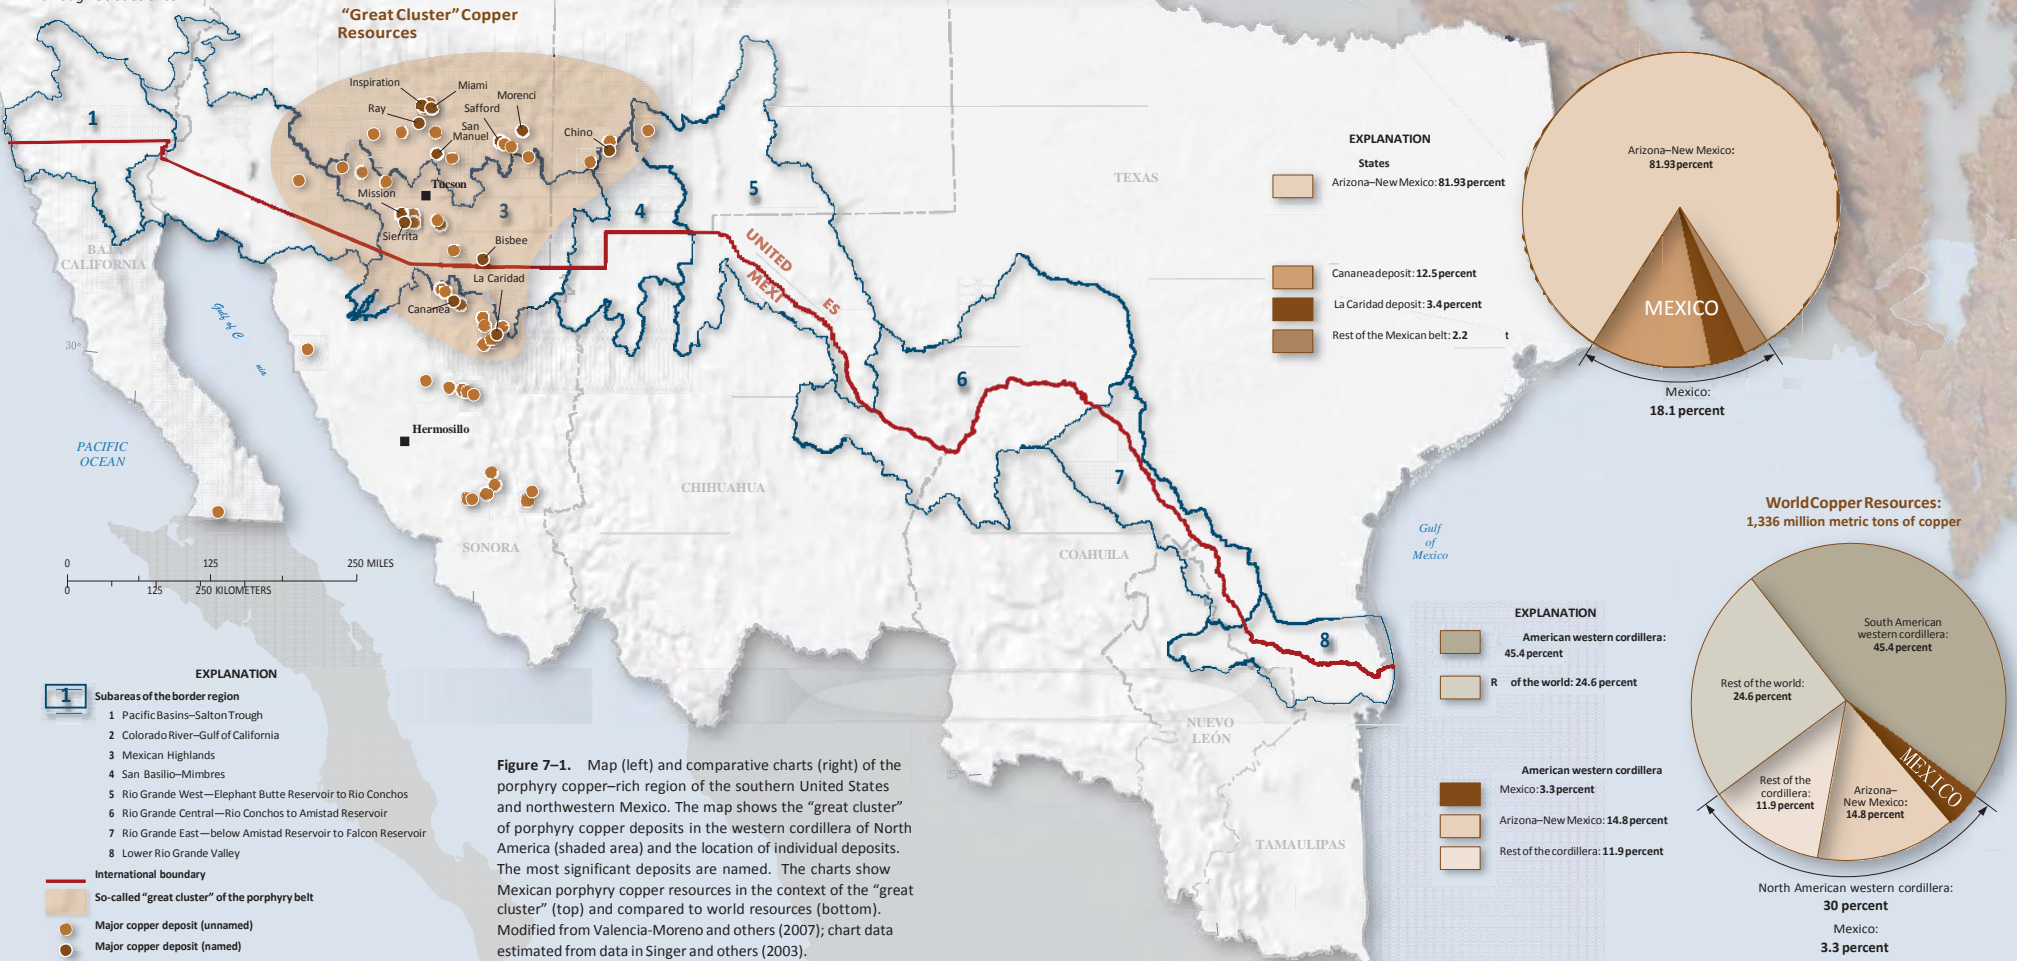 “Great Cluster” Copper
Resources
Inspiration
Miami
Morenci
Ray
Safford
San
Manuel
Chino
Tucson
Mission
Sierrita
Bisbee
La Caridad
Cananea
Hermosillo
1
3
4
5
6
7
8
BAJA
CALIFORNIA
Gulf of C
nia
30°
PACIFIC
OCEAN
SONORA
CHIHUAHUA
COAHUILA
NUEVO
LEÓN
TAMAULIPAS
TEXAS
UNITED
ES
MEXI
25°
Gulf
of
Mexico
0 125 250 MILES
0 125 250 KILOMETERS
EXPLANATION
1 Subareas of the border region
1 Pacific Basins–Salton Trough
2 Colorado River–Gulf of California
3 Mexican Highlands
4 San Basilio–Mimbres
5 Rio Grande West—Elephant Butte Reservoir to Rio Conchos
6 Rio Grande Central—Rio Conchos to Amistad Reservoir
7 Rio Grande East—below Amistad Reservoir to Falcon Reservoir
8 Lower Rio Grande Valley
International boundary
So-called “great cluster” of the porphyry belt
Major copper deposit (unnamed)
Major copper deposit (named)
Figure 7–1. Map (left) and comparative charts (right) of the
porphyry copper–rich region of the southern United States
and northwestern Mexico. The map shows the “great cluster”
of porphyry copper deposits in the western cordillera of North
America (shaded area) and the location of individual deposits.
The most significant deposits are named. The charts show
Mexican porphyry copper resources in the context of the “great
cluster” (top) and compared to world resources (bottom).
Modified from Valencia-Moreno and others (2007); chart data
estimated from data in Singer and others (2003).
EXPLANATION
States
Arizona–New Mexico: 81.93 percent
Cananea deposit: 12.5 percent
La Caridad deposit: 3.4 percent
Rest of the Mexican belt: 2.2 t
Arizona–New Mexico:
81.93 percent
MEXICO
Mexico:
18.1 percent
World Copper Resources:
1,336 million metric tons of copper
EXPLANATION
American western cordillera:
45.4 percent
R of the world: 24.6 percent
American western cordillera
Mexico: 3.3 percent
Arizona–New Mexico: 14.8 percent
Rest of the cordillera: 11.9 percent
South American
western cordillera:
45.4 percent
Rest of the world:
24.6 percent
Rest of the
cordillera:
11.9 percent
Arizona–
New Mexico:
14.8 percent
MEXICO
North American western cordillera:
30 percent
Mexico:
3.3 percent